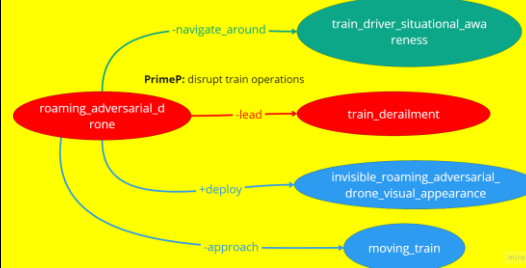 -navigate_around
train_driver_situational_awa
reness
PrimeP: disrupt train operations
roaming_adversarial_d
rone
-lead
train_derailment
+deploy
invisible_roaming_adversarial_
drone_visual_appearance
-approach
moving_train
miro